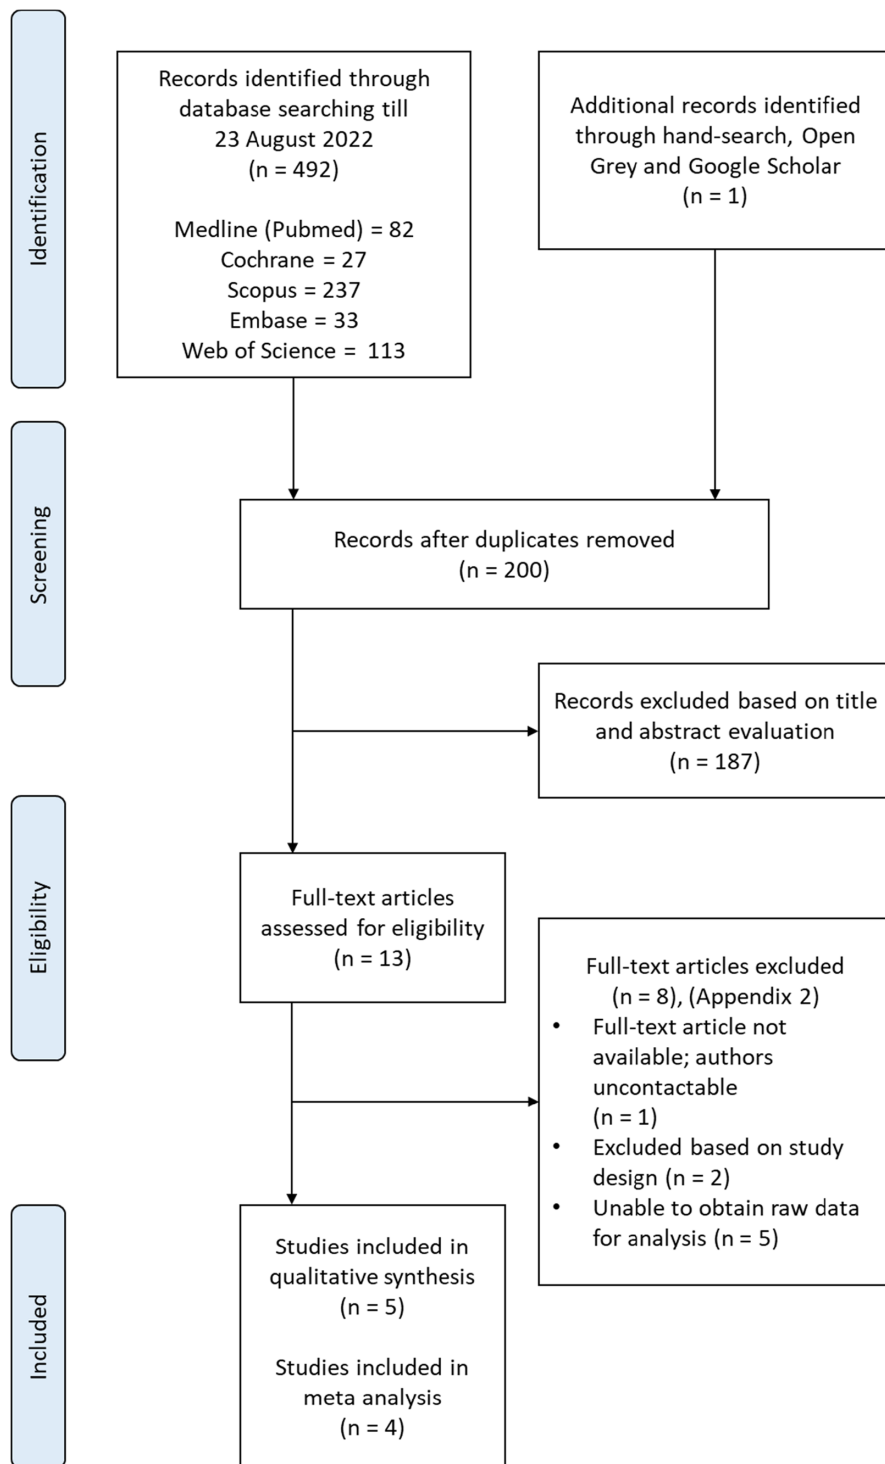 Identification
Records identified through
database searching till
23 August 2022
(n = 492)
Medline (Pubmed) = 82
Cochrane = 27
Scopus = 237
Embase = 33
Web of Science =  113
Additional records identified
through hand-search, Open
Grey and Google Scholar
(n = 1)
Screening
Records after duplicates removed
(n = 200)
Records excluded based on title
and abstract evaluation
(n = 187)
Eligibility
Full-text articles
assessed for eligibility
(n = 13)
Full-text articles excluded
(n = 8), (Appendix 2)
• Full-text article not
available; authors
uncontactable
(n = 1)
• Excluded based on study
design (n = 2)
• Unable to obtain raw data
for analysis (n = 5)
Included
Studies included in
qualitative synthesis
(n = 5)
Studies included in
meta analysis
(n = 4)